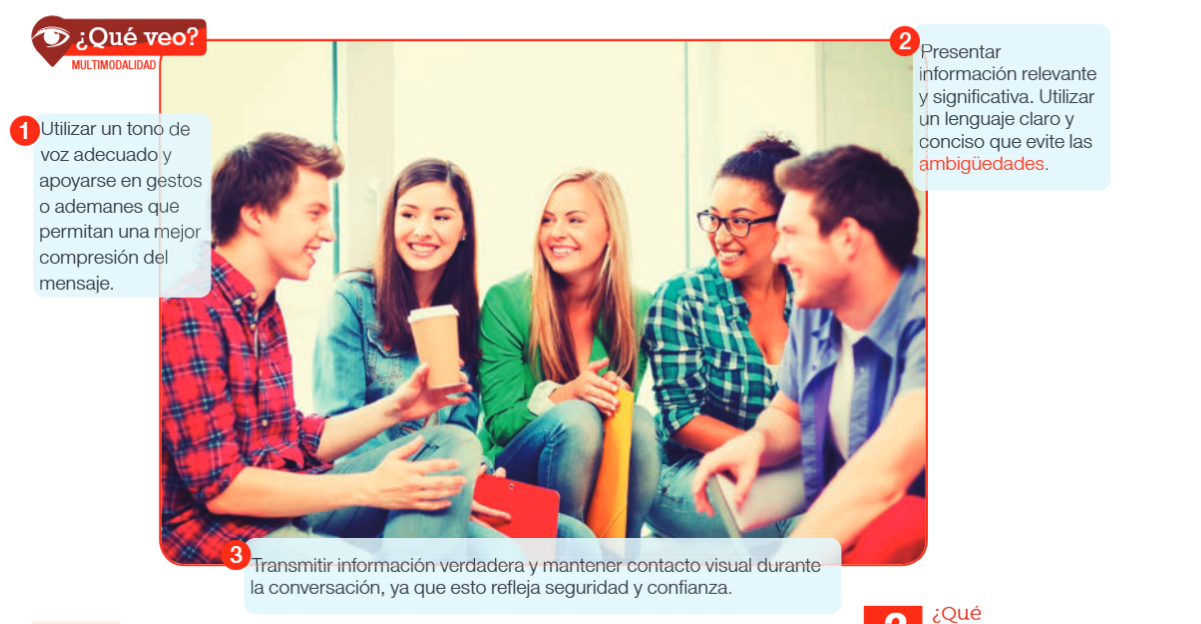 ¿Qué veo?
MULTIMODALIDAD
1
Utilizar un tono de
voz adecuado y
apoyarse en gestos
o ademanes que
permitan una mejor
compresión del
mensaje.
2
Presentar
información relevante
y significativa. Utilizar
un lenguaje claro y
conciso que evite las
ambigüedades.
3
Transmitir información verdadera y mantener contacto visual durante
la conversación, ya que esto refleja seguridad y confianza.
¿Qué